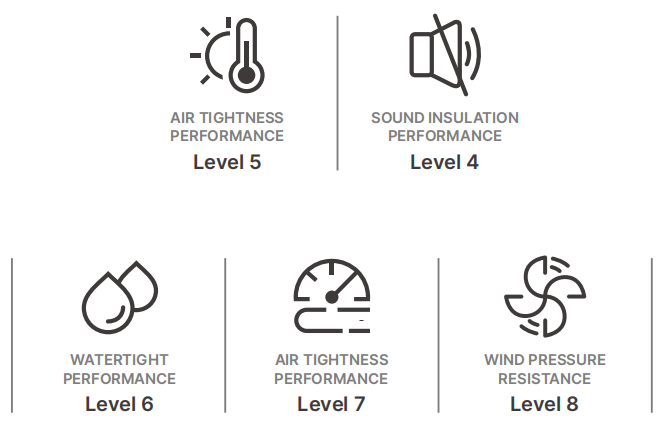 AIR TIGHTNESS
PERFORMANCE
Level 5
SOUND INSULATION
PERFORMANCE
Level 4
WATERTIGHT
PERFORMANCE
Level 6
AIR TIGHTNESS
PERFORMANCE
Level 7
WIND PRESSURE
RESISTANCE
Level 8